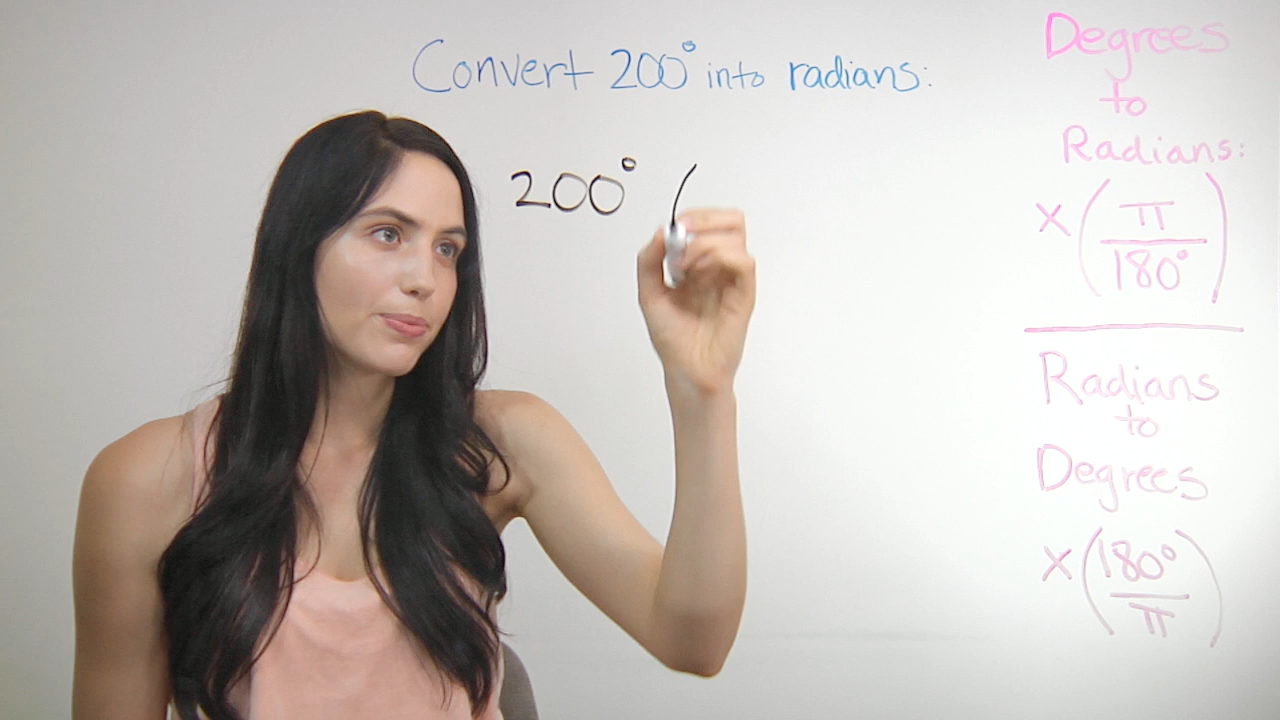 Convert 200° into radians:
200° (
Degrees
to
Radians:
x (π
180°)
Radians
to
Degrees
x (180°
π)